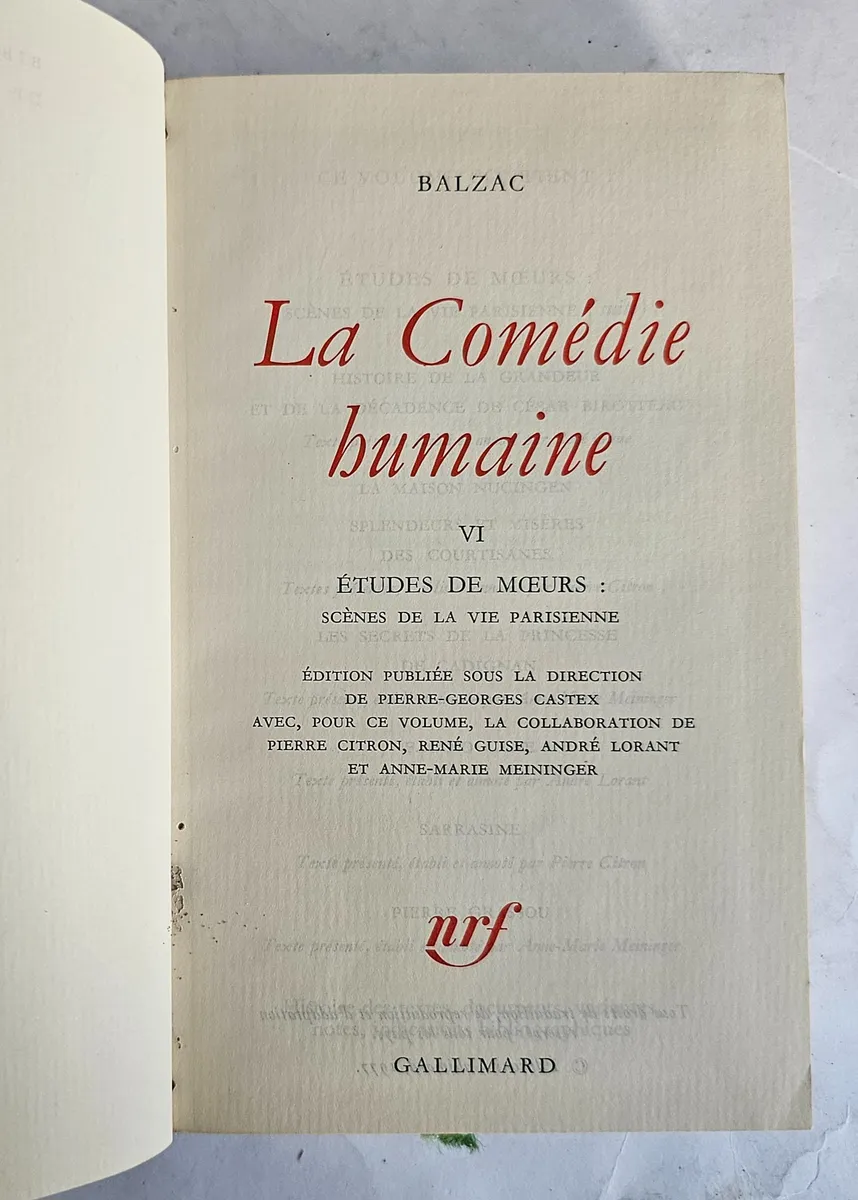 BALZAC
La Comédie
humaine
VI
ÉTUDES DE MŒURS :
SCÈNES DE LA VIE PARISIENNE
ÉDITION PUBLIÉE SOUS LA DIRECTION
DE PIERRE-GEORGES CASTEX
AVEC, POUR CE VOLUME, LA COLLABORATION DE
PIERRE CITRON, RENÉ GUISE, ANDRÉ LORANT
ET ANNE-MARIE MEININGER
nrf
GALLIMARD